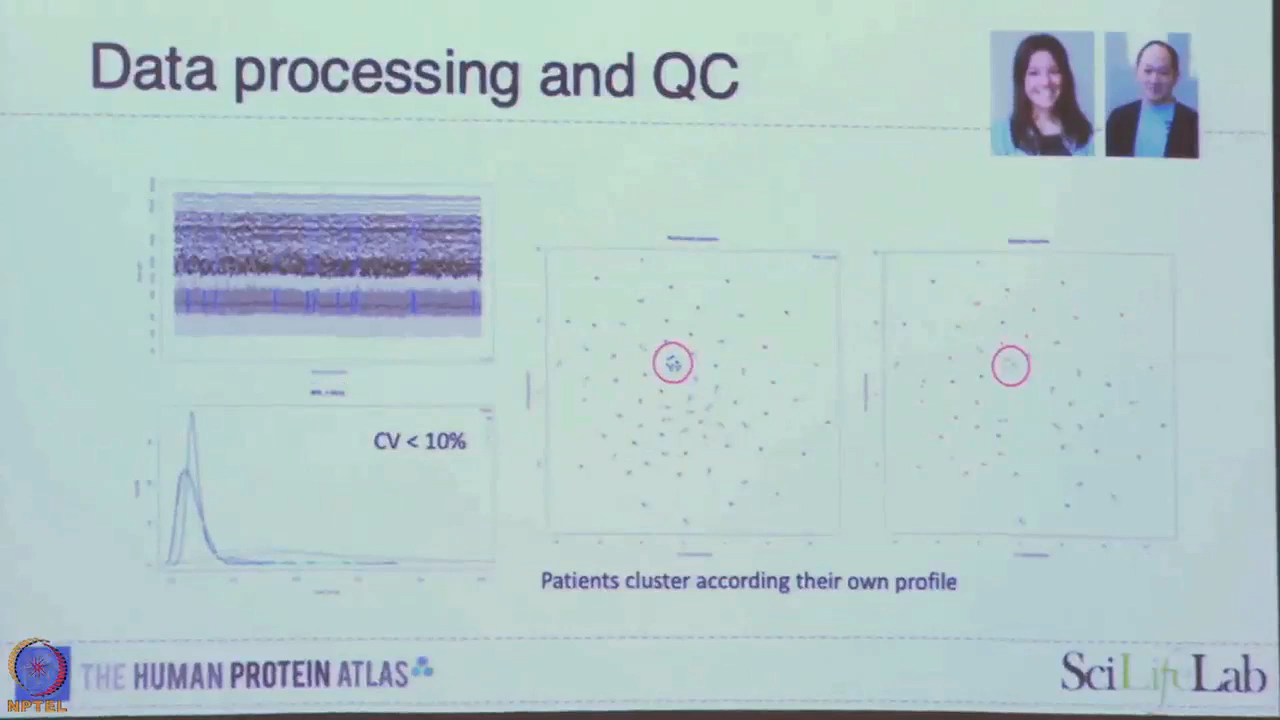 Data processing and QC
CV < 10%
Patients cluster according their own profile
THE HUMAN PROTEIN ATLAS
SciLifeLab
NPTEL